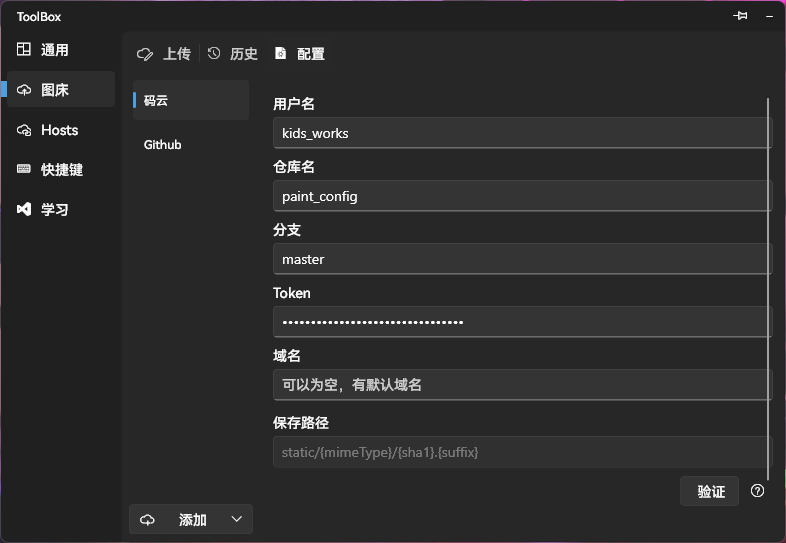 ToolBox
通用
图床
Hosts
快捷键
学习
上传
历史
配置
码云
Github
用户名
kids_works
仓库名
paint_config
分支
master
Token
••••••••••••••••••••••••••••••••
域名
可以为空，有默认域名
保存路径
static/{mimeType}/{sha1}.{suffix}
验证
添加